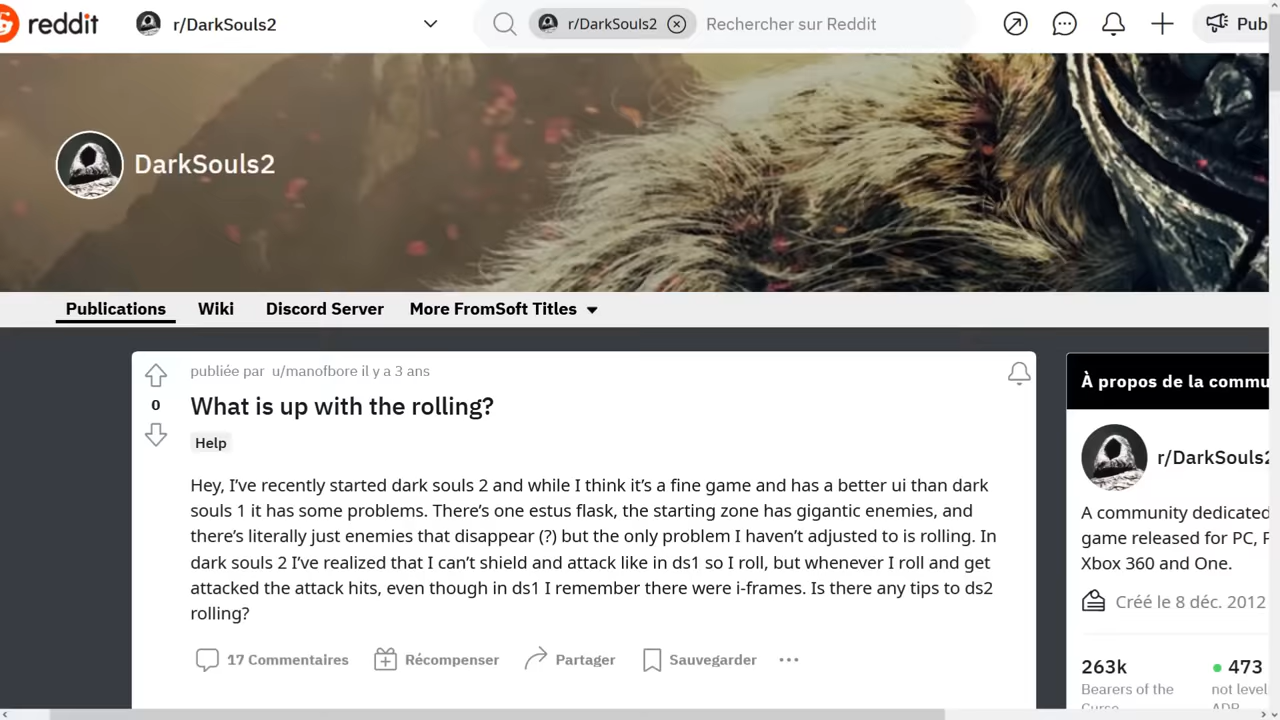 reddit
r/DarkSouls2
r/DarkSouls2
Rechercher sur Reddit
Pub
DarkSouls2
Publications
Wiki
Discord Server
More FromSoft Titles
publiée par u/manofbore il y a 3 ans
0
What is up with the rolling?
Help
Hey, I’ve recently started dark souls 2 and while I think it’s a fine game and has a better ui than dark
souls 1 it has some problems. There’s one estus flask, the starting zone has gigantic enemies, and
there’s literally just enemies that disappear (?) but the only problem I haven’t adjusted to is rolling. In
dark souls 2 I’ve realized that I can’t shield and attack like in ds1 so I roll, but whenever I roll and get
attacked the attack hits, even though in ds1 I remember there were i-frames. Is there any tips to ds2
rolling?
17 Commentaires
Récompenser
Partager
Sauvegarder
À propos de la commu
r/DarkSouls2
A community dedicated
game released for PC, P
Xbox 360 and One.
Créé le 8 déc. 2012
263k
473
Bearers of the
not level
Curse
ADP